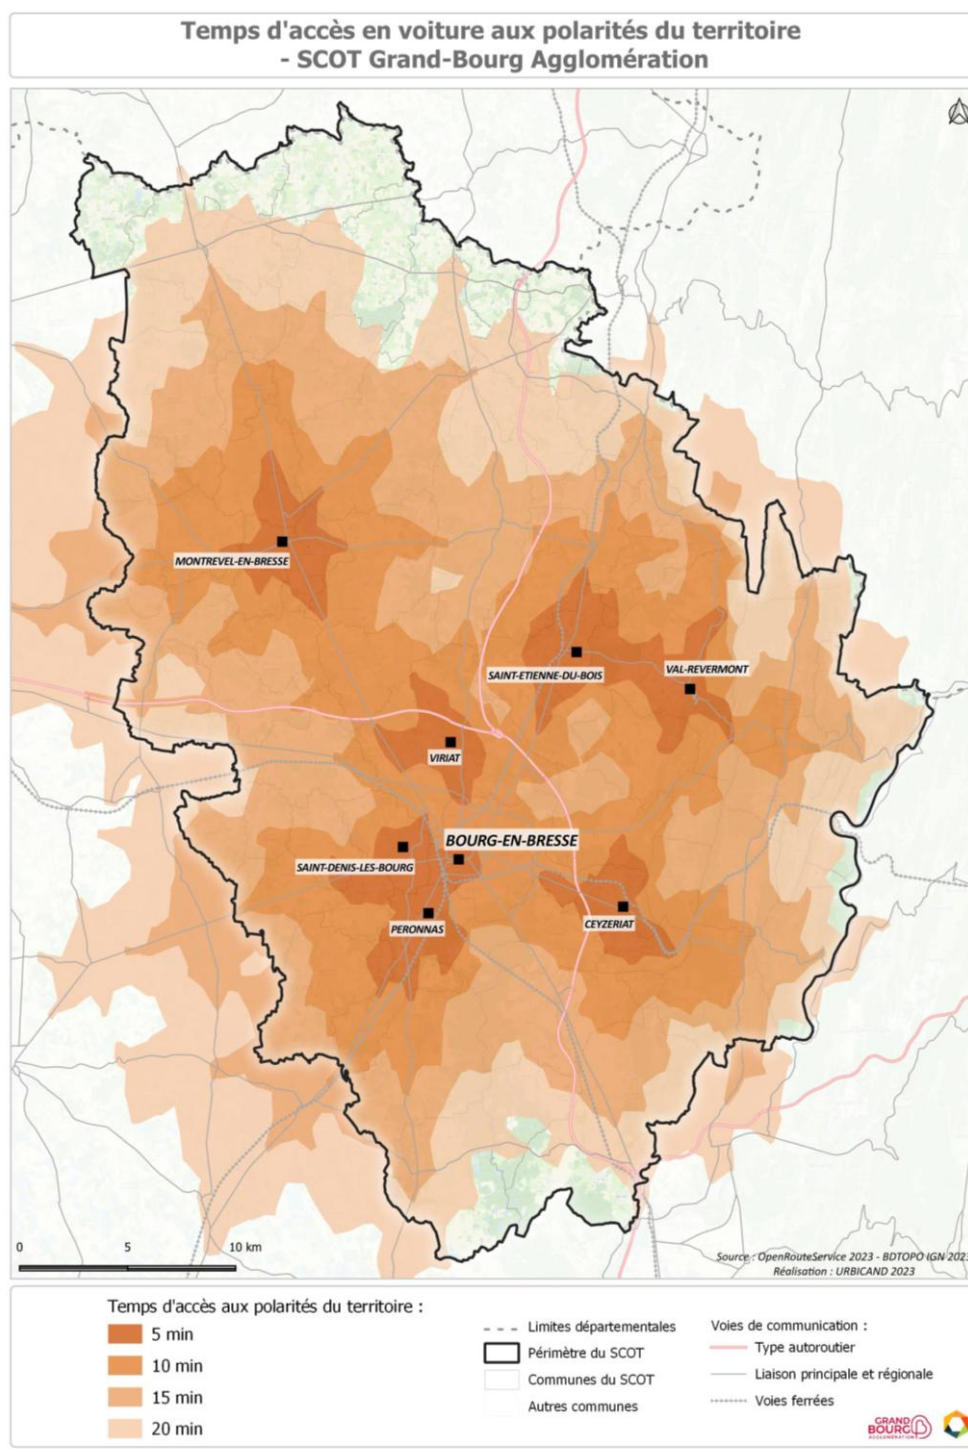 Temps d'accès en voiture aux polarités du territoire
- SCOT Grand-Bourg Agglomération
MONTREVEL-EN-BRESSE
SAINT-ETIENNE-DU-BOIS
VAL-REVERMONT
VIRIAT
BOURG-EN-BRESSE
SAINT-DENIS-LES-BOURG
PERONNAS
CEYZERIAT
0 5 10 km
Source : OpenRouteService 2023 - BDTOPO IGN 2023
Réalisation : URBICAND 2023
Temps d'accès aux polarités du territoire :
5 min
10 min
15 min
20 min
Limites départementales
Périmètre du SCOT
Communes du SCOT
Autres communes
Voies de communication :
Type autoroutier
Liaison principale et régionale
Voies ferrées
GRAND
BOURG
AGGLOMÉRATION